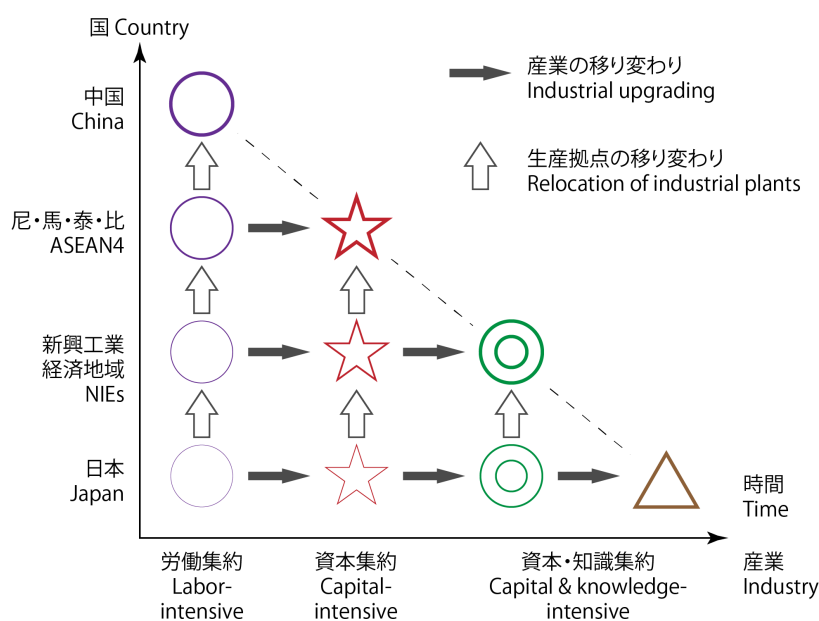 国 Country
中国
China
尼・馬・泰・比
ASEAN4
新興工業
経済地域
NIEs
日本
Japan
産業の移り変わり
Industrial upgrading
生産拠点の移り変わり
Relocation of industrial plants
時間
Time
労働集約
Labor-
intensive
資本集約
Capital-
intensive
資本・知識集約
Capital & knowledge-
intensive
産業
Industry